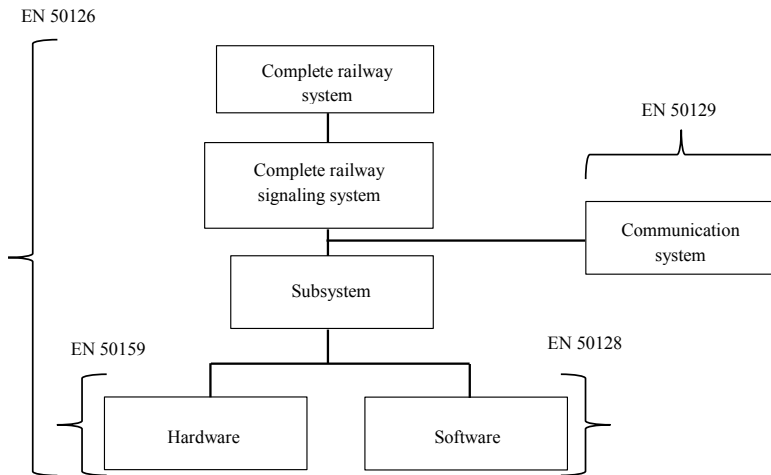 EN 50126
Complete railway
system
EN 50129
Complete railway
signaling system
Communication
system
Subsystem
EN 50159
EN 50128
Hardware
Software